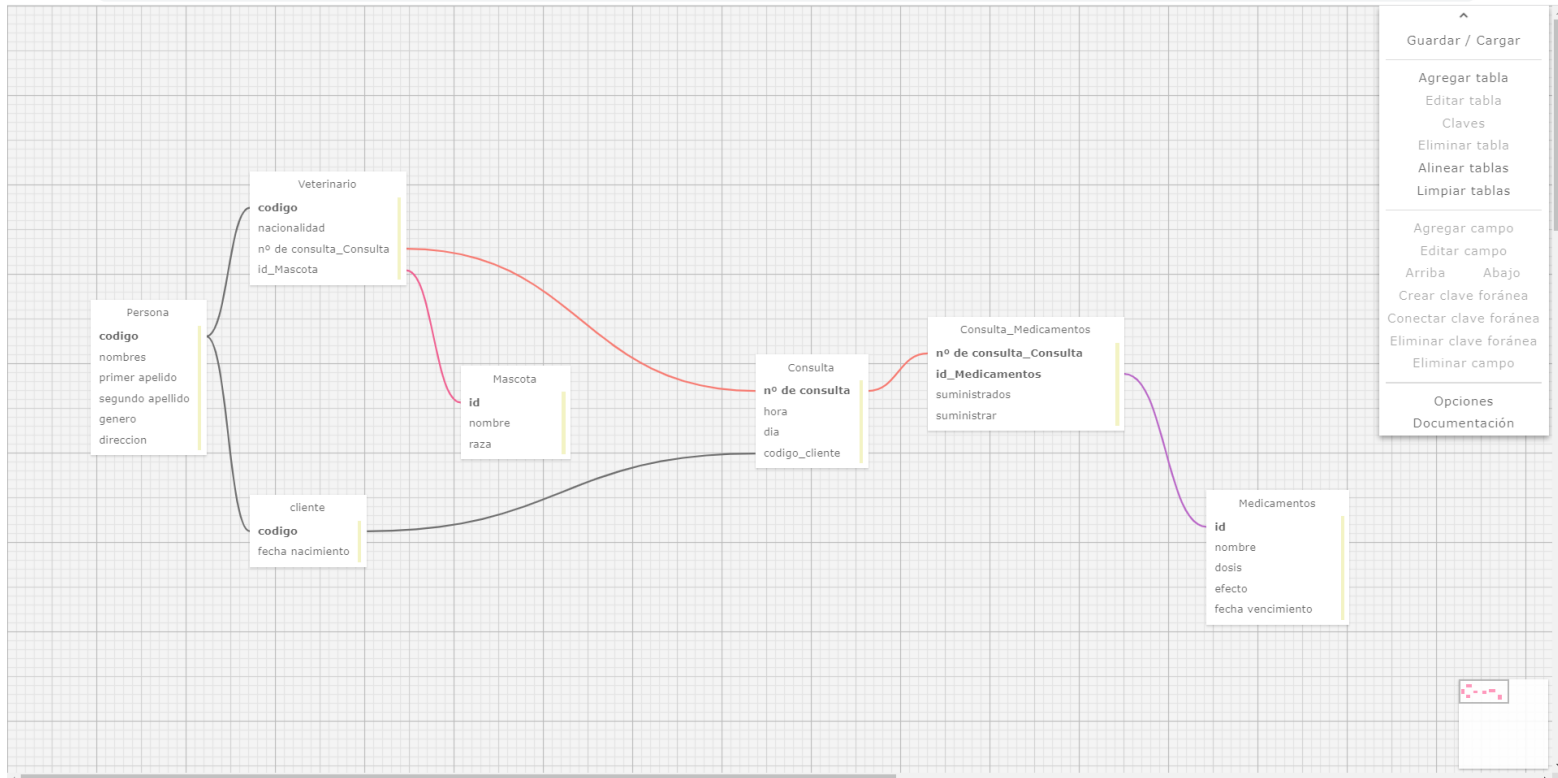 Veterinario
codigo
nacionalidad
nº de consulta_Consulta
id_Mascota
Persona
codigo
nombres
primer apelido
segundo apellido
genero
direccion
Mascota
id
nombre
raza
cliente
codigo
fecha nacimiento
Consulta
nº de consulta
hora
dia
codigo_cliente
Consulta_Medicamentos
nº de consulta_Consulta
id_Medicamentos
suministrados
suministrar
Medicamentos
id
nombre
dosis
efecto
fecha vencimiento
Guardar / Cargar
Agregar tabla
Editar tabla
Claves
Eliminar tabla
Alinear tablas
Limpiar tablas
Agregar campo
Editar campo
Arriba Abajo
Crear clave foránea
Conectar clave foránea
Eliminar clave foránea
Eliminar campo
Opciones
Documentación